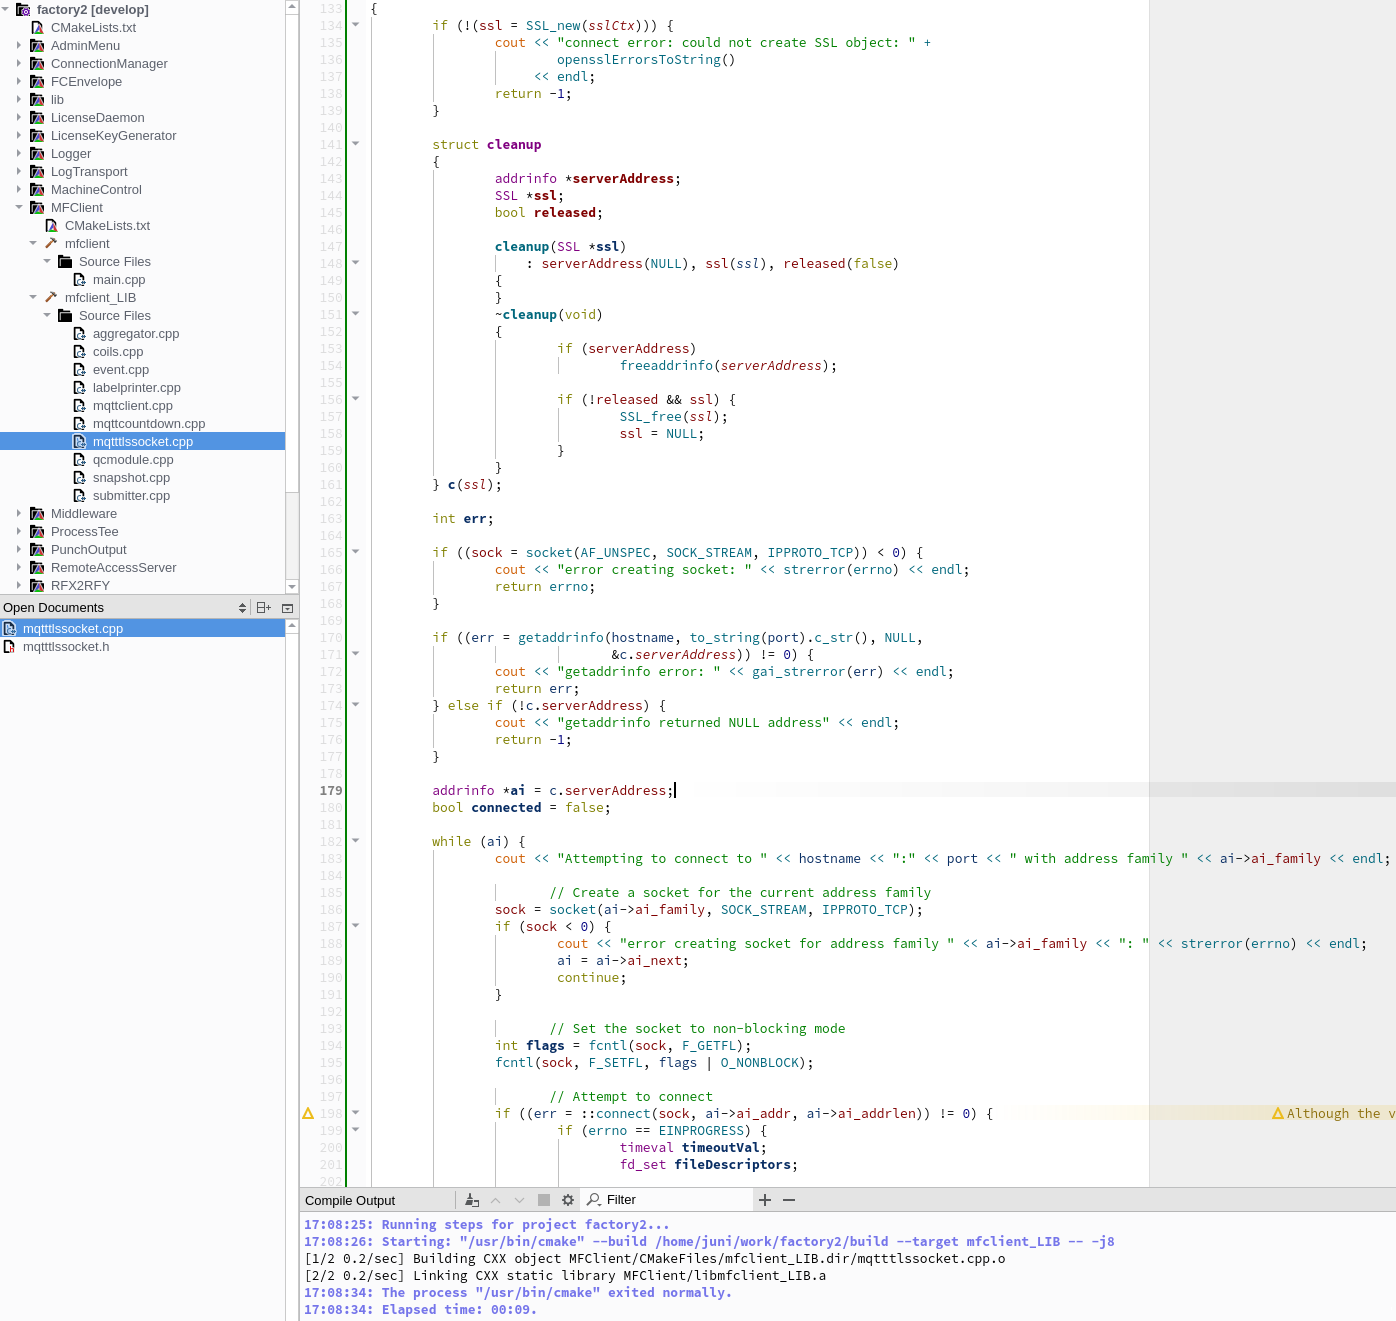 factory2 [develop]
CMakeLists.txt
AdminMenu
ConnectionManager
FCEnvelope
lib
LicenseDaemon
LicenseKeyGenerator
Logger
LogTransport
MachineControl
MFClient
CMakeLists.txt
mfclient
Source Files
main.cpp
mfclient_LIB
Source Files
aggregator.cpp
coils.cpp
event.cpp
labelprinter.cpp
mqttclient.cpp
mqttcountdown.cpp
mqtttlssocket.cpp
qcmodule.cpp
snapshot.cpp
submitter.cpp
Middleware
ProcessTee
PunchOutput
RemoteAccessServer
RFX2RFY
Open Documents
mqtttlssocket.cpp
mqtttlssocket.h
133 {
134 if (!(ssl = SSL_new(sslCtx))) {
135 cout << "connect error: could not create SSL object: " +
136 opensslErrorsToString()
137 << endl;
138 return -1;
139 }
140
141 struct cleanup
142 {
143 addrinfo *serverAddress;
144 SSL *ssl;
145 bool released;
146
147 cleanup(SSL *ssl)
148 : serverAddress(NULL), ssl(ssl), released(false)
149 {
150 }
151 ~cleanup(void)
152 {
153 if (serverAddress)
154 freeaddrinfo(serverAddress);
155
156 if (!released && ssl) {
157 SSL_free(ssl);
158 ssl = NULL;
159 }
160 }
161 } c(ssl);
162
163 int err;
164
165 if ((sock = socket(AF_UNSPEC, SOCK_STREAM, IPPROTO_TCP)) < 0) {
166 cout << "error creating socket: " << strerror(errno) << endl;
167 return errno;
168 }
169
170 if ((err = getaddrinfo(hostname, to_string(port).c_str(), NULL,
171 &c.serverAddress)) != 0) {
172 cout << "getaddrinfo error: " << gai_strerror(err) << endl;
173 return err;
174 } else if (!c.serverAddress) {
175 cout << "getaddrinfo returned NULL address" << endl;
176 return -1;
177 }
178
179 addrinfo *ai = c.serverAddress;
180 bool connected = false;
181
182 while (ai) {
183 cout << "Attempting to connect to " << hostname << ":" << port << " with address family " << ai->ai_family << endl;
184
185 // Create a socket for the current address family
186 sock = socket(ai->ai_family, SOCK_STREAM, IPPROTO_TCP);
187 if (sock < 0) {
188 cout << "error creating socket for address family " << ai->ai_family << ": " << strerror(errno) << endl;
189 ai = ai->ai_next;
190 continue;
191 }
192
193 // Set the socket to non-blocking mode
194 int flags = fcntl(sock, F_GETFL);
195 fcntl(sock, F_SETFL, flags | O_NONBLOCK);
196
197 // Attempt to connect
198 if ((err = ::connect(sock, ai->ai_addr, ai->ai_addrlen)) != 0) { Although the v
199 if (errno == EINPROGRESS) {
200 timeval timeoutVal;
201 fd_set fileDescriptors;
202
Compile Output
Filter
17:08:25: Running steps for project factory2...
17:08:26: Starting: "/usr/bin/cmake" --build /home/juni/work/factory2/build --target mfclient_LIB -- -j8
[1/2 0.2/sec] Building CXX object MFClient/CMakeFiles/mfclient_LIB.dir/mqtttlssocket.cpp.o
[2/2 0.2/sec] Linking CXX static library MFClient/libmfclient_LIB.a
17:08:34: The process "/usr/bin/cmake" exited normally.
17:08:34: Elapsed time: 00:09.